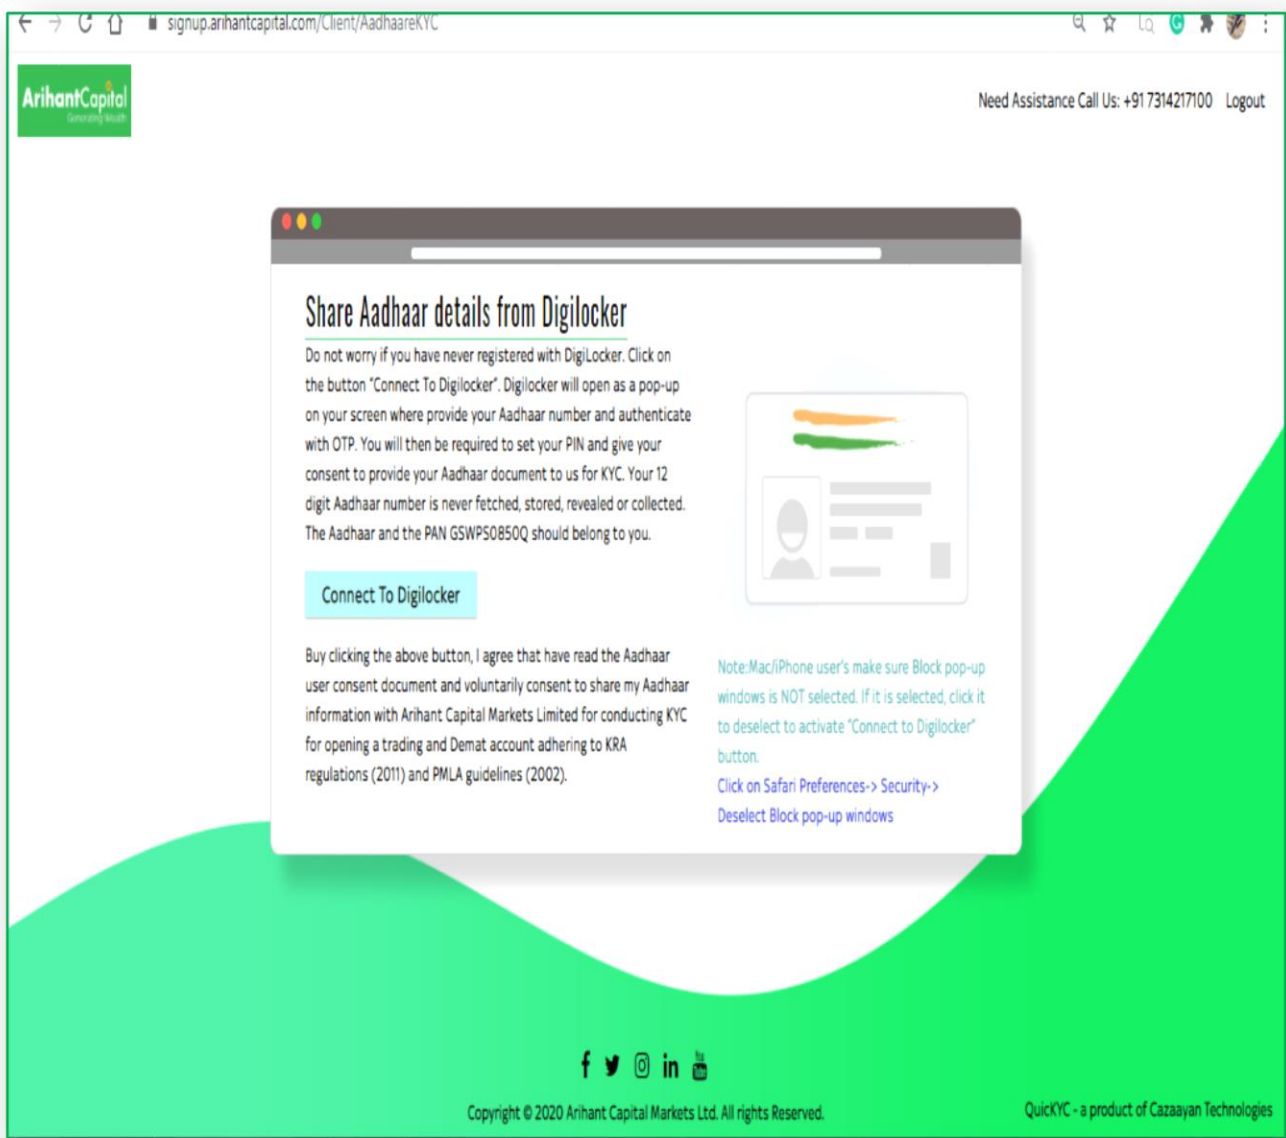 signup.arihantcapital.com/Client/AadhaareKYC
ArihantCapital
Generating Wealth
Need Assistance Call Us: +91 7314217100 Logout
Share Aadhaar details from Digilocker
Do not worry if you have never registered with DigiLocker. Click on
the button "Connect To Digilocker". Digilocker will open as a pop-up
on your screen where provide your Aadhaar number and authenticate
with OTP. You will then be required to set your PIN and give your
consent to provide your Aadhaar document to us for KYC. Your 12
digit Aadhaar number is never fetched, stored, revealed or collected.
The Aadhaar and the PAN GSWPS0850Q should belong to you.
Connect To Digilocker
Buy clicking the above button, I agree that have read the Aadhaar
user consent document and voluntarily consent to share my Aadhaar
information with Arihant Capital Markets Limited for conducting KYC
for opening a trading and Demat account adhering to KRA
regulations (2011) and PMLA guidelines (2002).
Note:Mac/iPhone user's make sure Block pop-up
windows is NOT selected. If it is selected, click it
to deselect to activate "Connect to Digilocker"
button.
Click on Safari Preferences-> Security->
Deselect Block pop-up windows
Copyright © 2020 Arihant Capital Markets Ltd. All rights Reserved.
QuicKYC - a product of Cazaayan Technologies